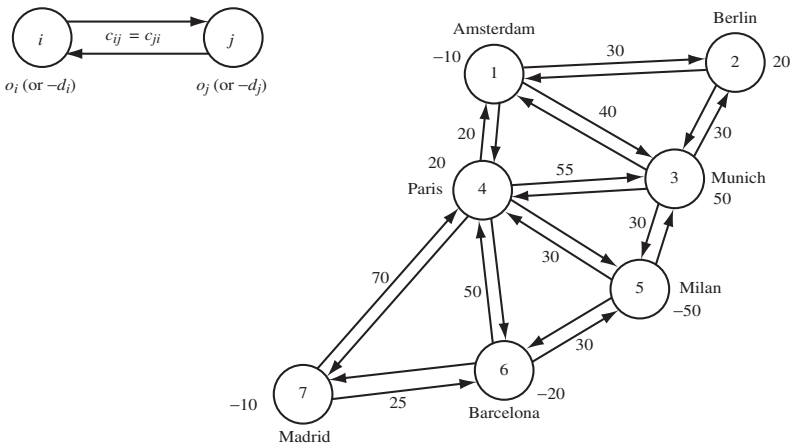 i
j
c_ij = c_ji
o_i (or –d_i)
o_j (or –d_j)
Amsterdam
–10
1
30
Berlin
2
20
40
30
20
20
Paris
4
55
3
Munich
50
30
30
70
50
5
Milan
–50
30
6
–20
Barcelona
7
–10
25
Madrid